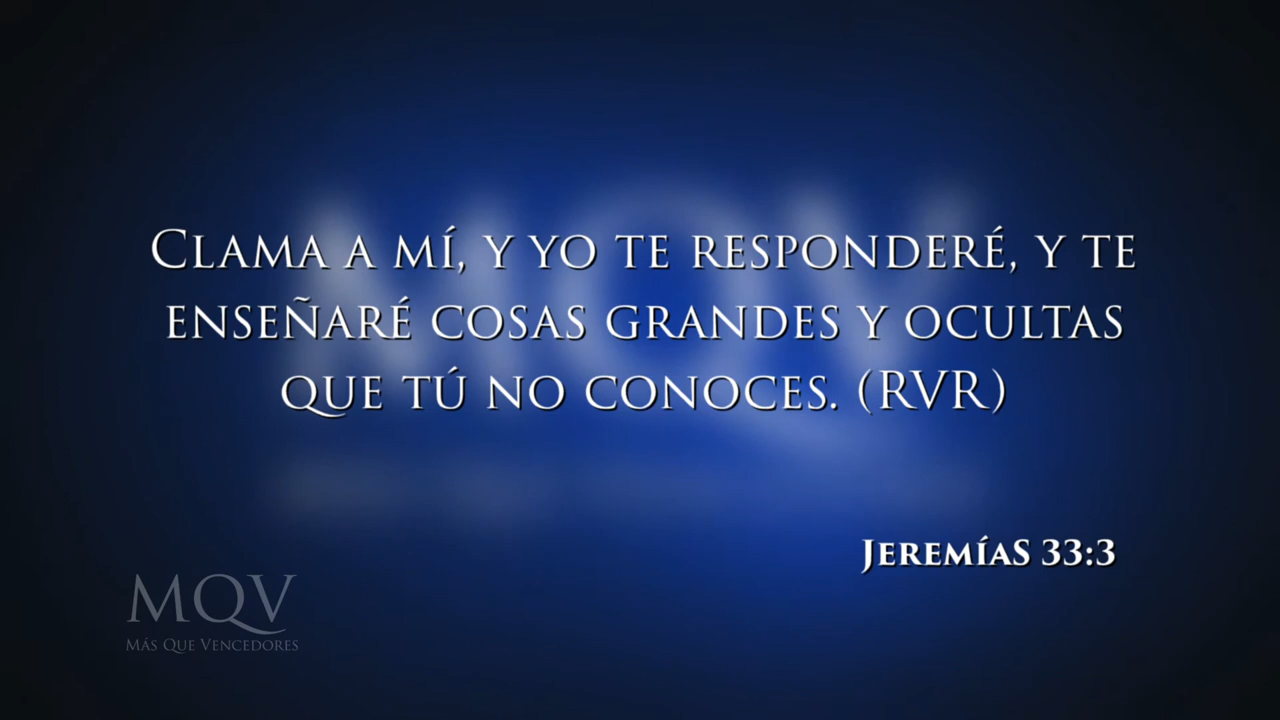 Clama a mí, y yo te responderé, y te
enseñaré cosas grandes y ocultas
que tú no conoces. (RVR)
JeremíaS 33:3
MQV
Más Que Vencedores